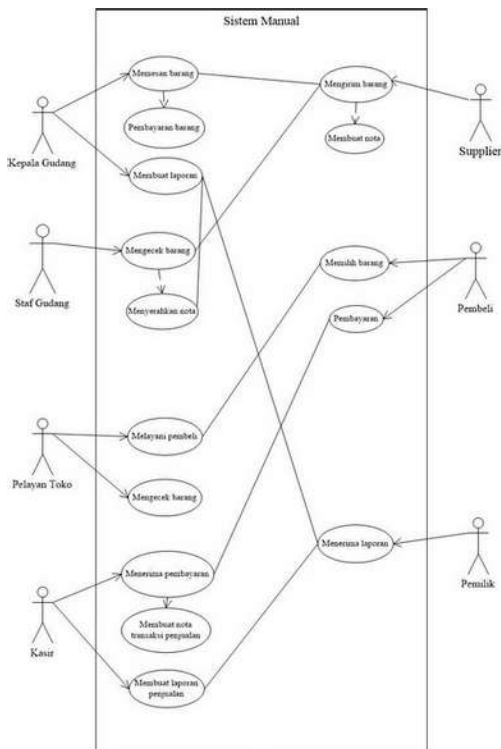 Sistem Manual
Memesan barang
Mengirim barang
Pembayaran barang
Membuat nota
Kepala Gudang
Supplier
Membuat laporan
Mengecek barang
Memilih barang
Staf Gudang
Menyerahkan nota
Pembayaran
Pembeli
Melayani pembeli
Pelayan Toko
Mengecek barang
Menerima laporan
Menerima pembayaran
Pemilik
Membuat nota
transaksi penjualan
Kasir
Membuat laporan
penjualan